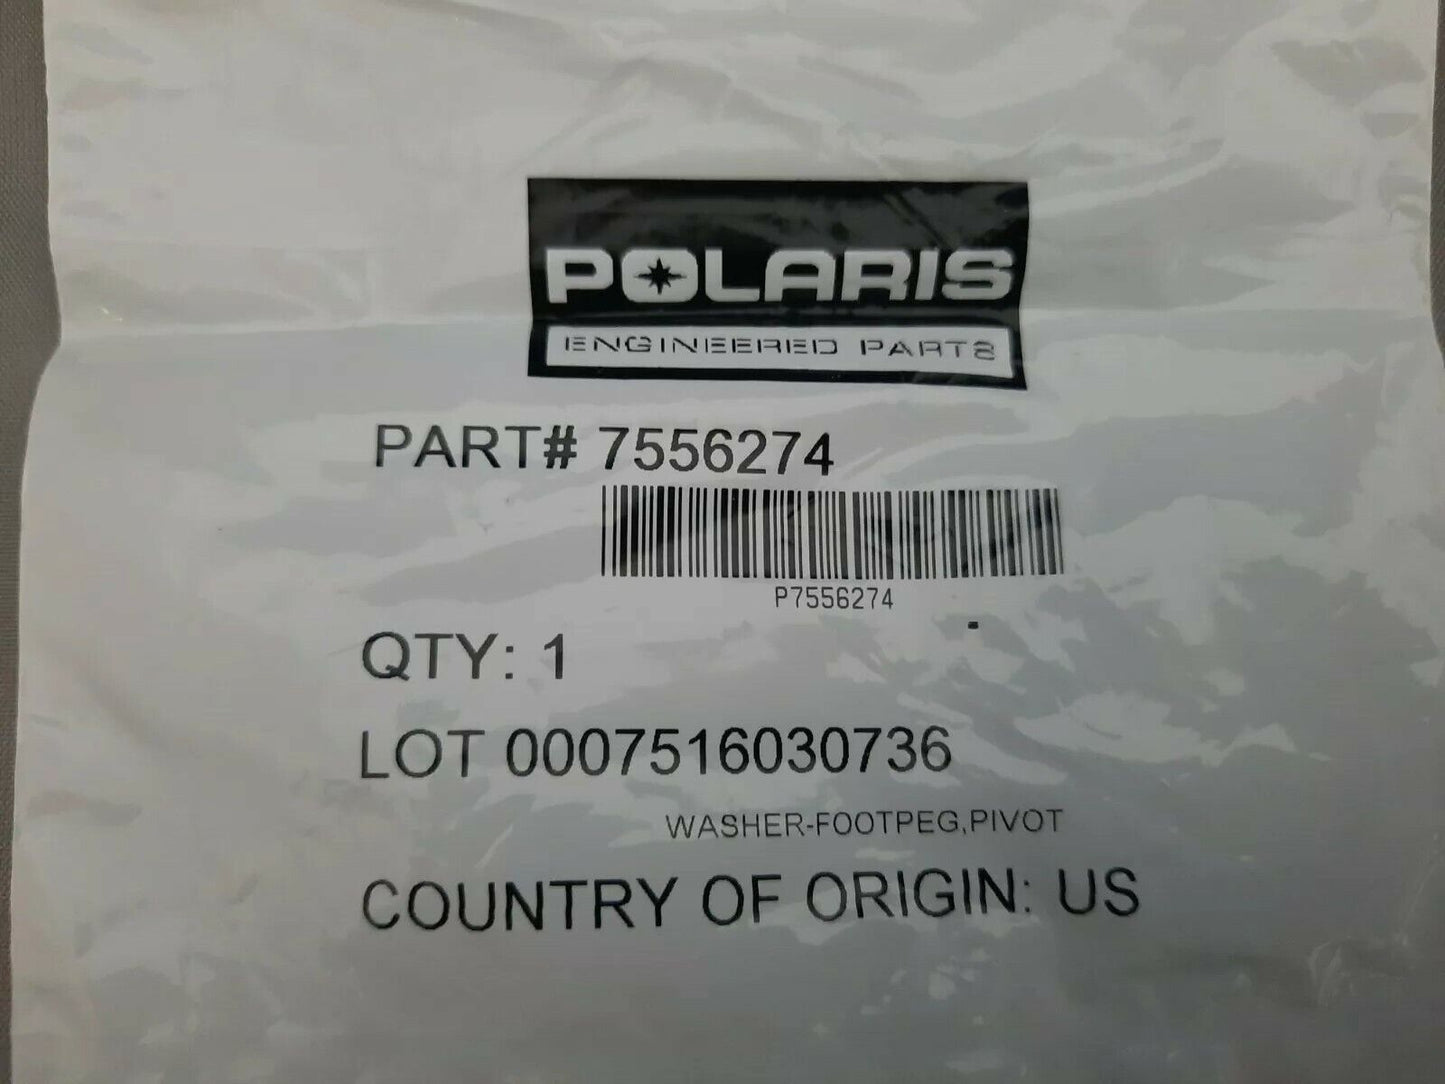 POLARIS
ENGINEERED PARTS
PART# 7556274
P7556274
QTY: 1
LOT 0007516030736
WASHER-FOOTPEG,PIVOT
COUNTRY OF ORIGIN: US